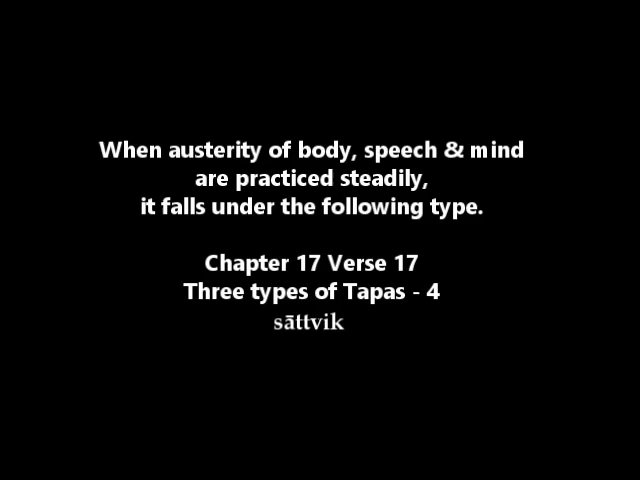 When austerity of body, speech & mind
are practiced steadily,
it falls under the following type.
Chapter 17 Verse 17
Three types of Tapas - 4
sāttvik